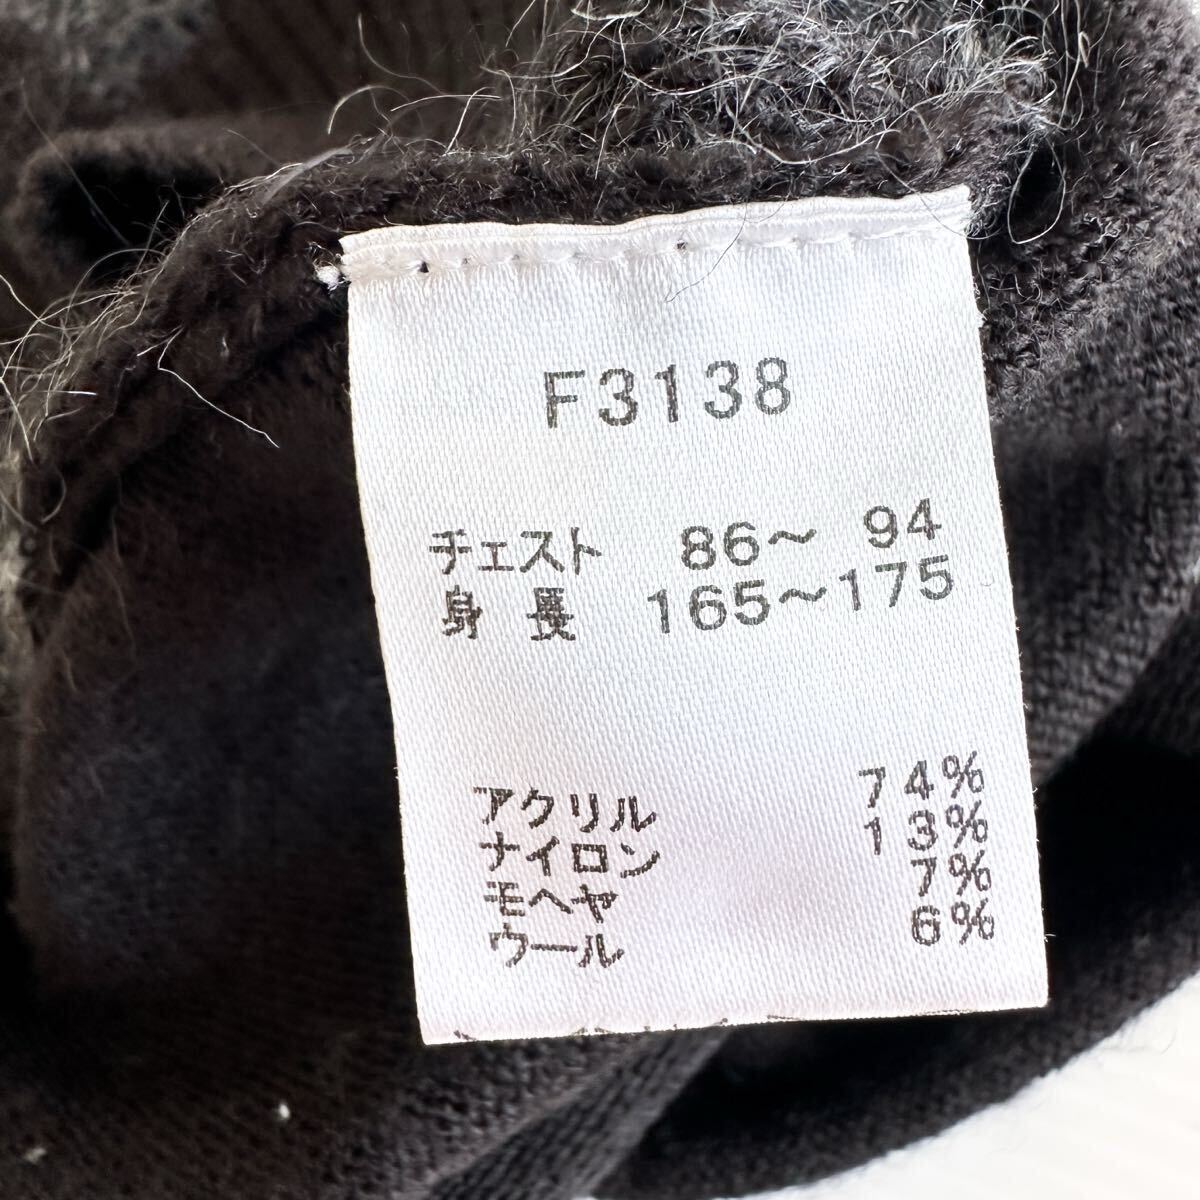 F3138
チェスト 86～ 94
身 長 165～175
アクリル 74%
ナイロン 13%
モヘヤ 7%
ウール 6%